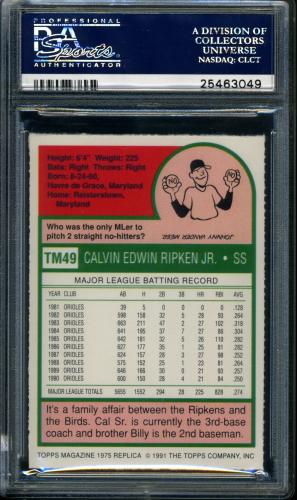 PROFESSIONAL
PSA
Sports
AUTHENTICATOR
A DIVISION OF
COLLECTORS
UNIVERSE
NASDAQ: CLCT
25463049
Height: 6'4" Weight: 225
Bats: Right Throws: Right
Born: 8-24-60,
Havre de Grace, Maryland
Home: Reisterstown,
Maryland
NO
NO
Who was the only MLer to
pitch 2 straight no-hitters?
JOHNNY VANDER MEER
TM49 CALVIN EDWIN RIPKEN JR. • SS
MAJOR LEAGUE BATTING RECORD
YEAR CLUB AB H 2B 3B HR RBI AVG
1981 ORIOLES 39 5 0 0 0 0 .128
1982 ORIOLES 598 158 32 5 28 93 .264
1983 ORIOLES 663 211 47 2 27 102 .318
1984 ORIOLES 641 195 37 7 27 86 .304
1985 ORIOLES 642 181 32 5 26 110 .282
1986 ORIOLES 627 177 35 1 25 81 .282
1987 ORIOLES 624 157 28 3 27 98 .252
1988 ORIOLES 575 152 25 1 23 81 .264
1989 ORIOLES 646 166 30 0 21 93 .257
1990 ORIOLES 600 150 28 4 21 84 .250
MAJOR LEAGUE TOTALS 5655 1552 294 28 225 828 .274
It's a family affair between the Ripkens and
the Birds. Cal Sr. is currently the 3rd-base
coach and brother Billy is the 2nd baseman.
TOPPS MAGAZINE 1975 REPLICA © 1991 THE TOPPS COMPANY, INC